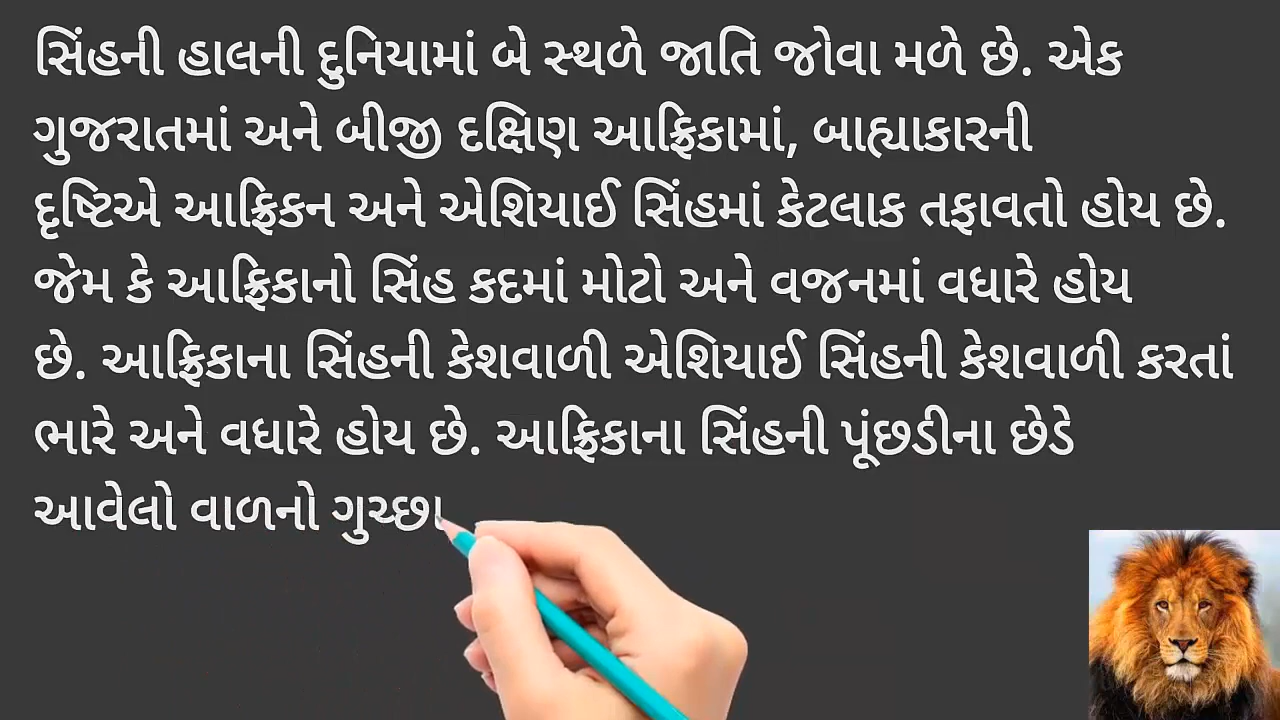 સિંહની હાલની દુનિયામાં બે સ્થળે જાતિ જોવા મળે છે. એક
ગુજરાતમાં અને બીજી દક્ષિણ આફ્રિકામાં, બાહ્યાકારની
દૃષ્ટિએ આફ્રિકન અને એશિયાઈ સિંહમાં કેટલાક તફાવતો હોય છે.
જેમ કે આફ્રિકાનો સિંહ કદમાં મોટો અને વજનમાં વધારે હોય
છે. આફ્રિકાના સિંહની કેશવાળી એશિયાઈ સિંહની કેશવાળી કરતાં
ભારે અને વધારે હોય છે. આફ્રિકાના સિંહની પૂંછડીના છેડે
આવેલો વાળનો ગુચ્છા